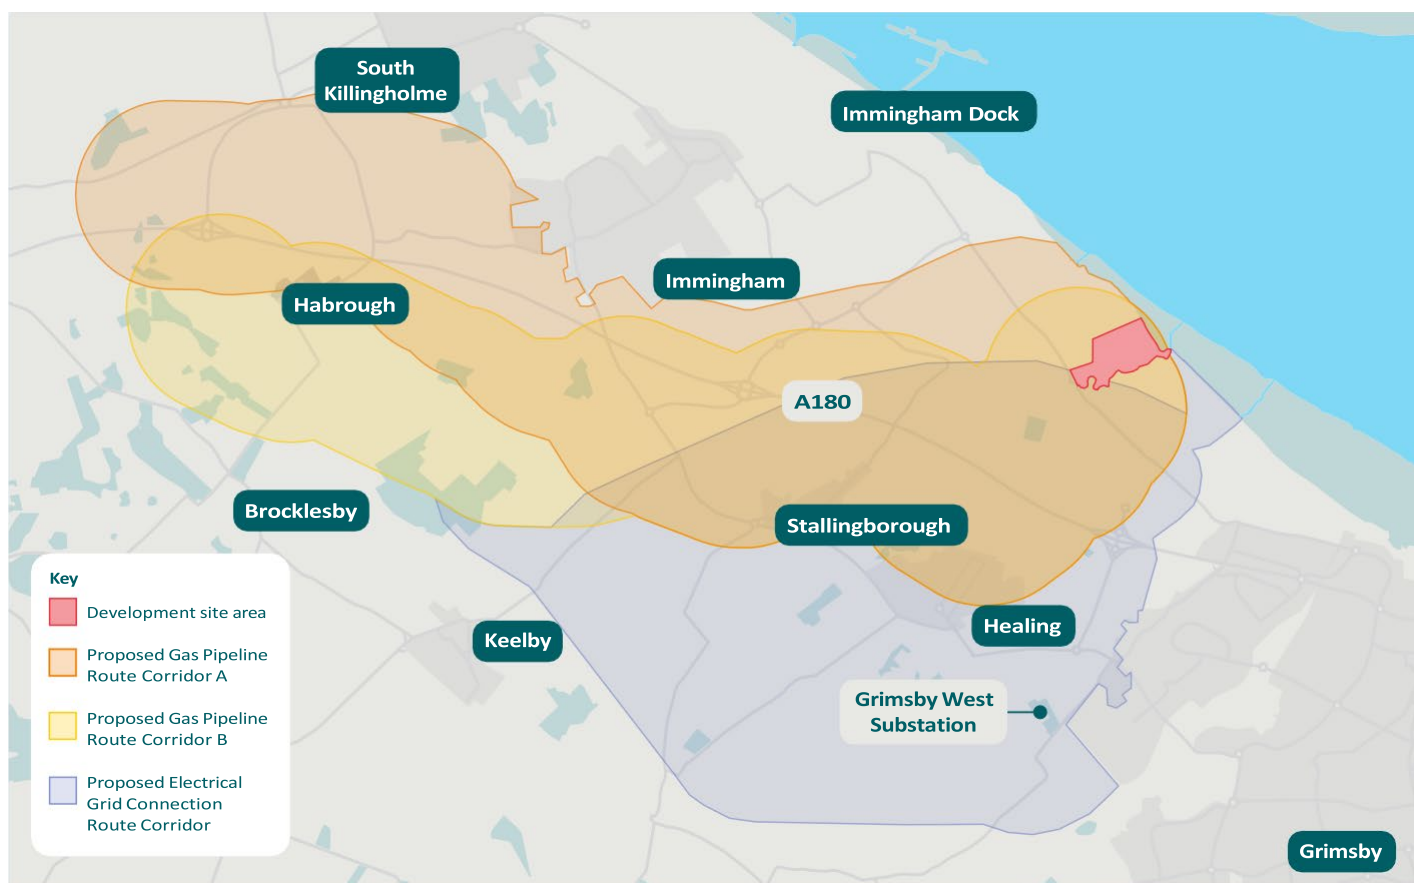 South
Killingholme
Immingham Dock
Immingham
Habrough
A180
Brocklesby
Stallingborough
Keelby
Healing
Grimsby West
Substation
Grimsby
Key
Development site area
Proposed Gas Pipeline
Route Corridor A
Proposed Gas Pipeline
Route Corridor B
Proposed Electrical
Grid Connection
Route Corridor